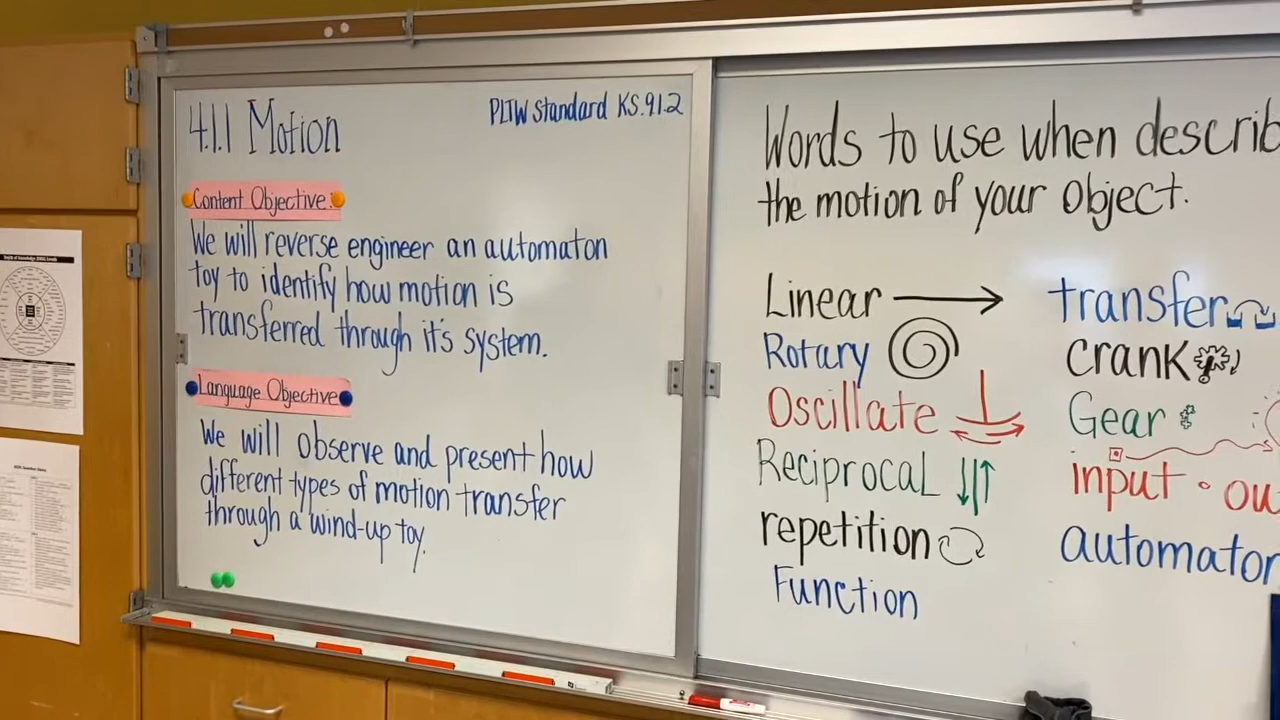 4.1.1 Motion
PLTW Standard KS.91.2
Content Objective:
We will reverse engineer an automaton
toy to identify how motion is
transferred through it's system.
Language Objective
We will observe and present how
different types of motion transfer
through a wind-up toy.
Words to use when describ
the motion of your object.
Linear
Rotary
Oscillate
Reciprocal
repetition
Function
transfer
crank
Gear
input • ou
automaton